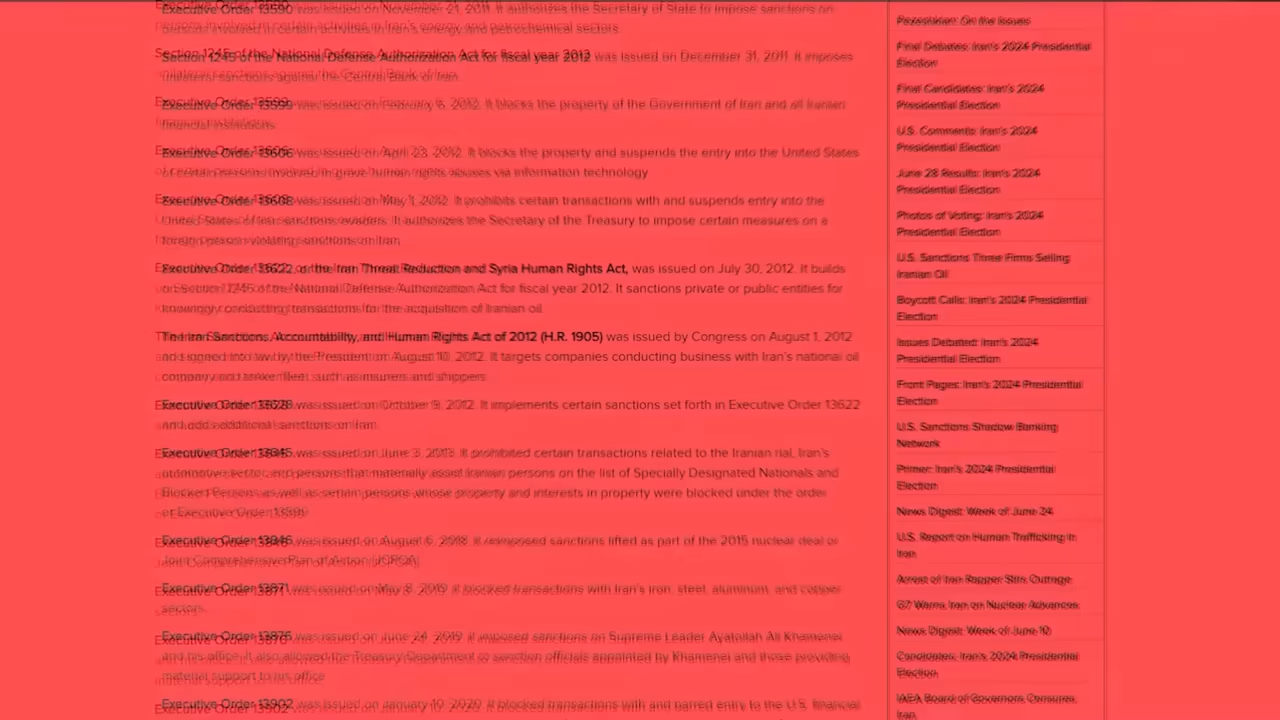 Executive Order 13590 was issued on November 21, 2011. It authorizes the Secretary of State to impose sanctions on
persons involved in certain activities in Iran's energy and petrochemical sectors.
Section 1245 of the National Defense Authorization Act for fiscal year 2012 was issued on December 31, 2011. It imposes
unilateral sanctions against the Central Bank of Iran.
Executive Order 13599 was issued on February 5, 2012. It blocks the property of the Government of Iran and all Iranian
financial institutions.
Executive Order 13606 was issued on April 23, 2012. It blocks the property and suspends the entry into the United States
of certain persons involved in grave human rights abuses via information technology
Executive Order 13608 was issued on May 1, 2012. It prohibits certain transactions with and suspends entry into the
United States of Iran sanctions evaders. It authorizes the Secretary of the Treasury to impose certain measures on a
foreign person violating sanctions on Iran.
Executive Order 13622, or the Iran Threat Reduction and Syria Human Rights Act, was issued on July 30, 2012. It builds
on Section 1245 of the National Defense Authorization Act for fiscal year 2012. It sanctions private or public entities for
knowingly conducting transactions for the acquisition of Iranian oil.
The Iran Sanctions, Accountability, and Human Rights Act of 2012 (H.R. 1905) was issued by Congress on August 1, 2012
and signed into law by the President on August 10, 2012. It targets companies conducting business with Iran's national oil
company and tanker fleet, such as insurers and shippers.
Executive Order 13628 was issued on October 9, 2012. It implements certain sanctions set forth in Executive Order 13622
and adds additional sanctions on Iran.
Executive Order 13645 was issued on June 3, 2013. It prohibited certain transactions related to the Iranian rial, Iran's
automotive sector, and persons that materially assist Iranian persons on the list of Specially Designated Nationals and
Blocked Persons, as well as certain persons whose property and interests in property were blocked under the order
or Executive Order 13599.
Executive Order 13846 was issued on August 6, 2018. It reimposed sanctions lifted as part of the 2015 nuclear deal or
Joint Comprehensive Plan of Action (JCPOA).
Executive Order 13871 was issued on May 8, 2019. It blocked transactions with Iran's iron, steel, aluminum, and copper
sectors.
Executive Order 13876 was issued on June 24, 2019. It imposed sanctions on Supreme Leader Ayatollah Ali Khamenei
and his office. It also allowed the Treasury Department to sanction officials appointed by Khamenei and those providing
material support to his office.
Executive Order 13902 was issued on January 10, 2020. It blocked transactions with and barred entry to the U.S. financial
Pezeshkian: On the Issues
Final Debates: Iran's 2024 Presidential
Election
Final Candidates: Iran's 2024
Presidential Election
U.S. Comments: Iran's 2024
Presidential Election
June 28 Results: Iran's 2024
Presidential Election
Photos of Voting: Iran's 2024
Presidential Election
U.S. Sanctions Three Firms Selling
Iranian Oil
Boycott Calls: Iran's 2024 Presidential
Election
Issues Debated: Iran's 2024
Presidential Election
Front Pages: Iran's 2024 Presidential
Election
U.S. Sanctions Shadow Banking
Network
Primer: Iran's 2024 Presidential
Election
News Digest: Week of June 24
U.S. Report on Human Trafficking in
Iran
Arrest of Iran Rapper Stirs Outrage
G7 Warns Iran on Nuclear Advances
News Digest: Week of June 10
Candidates: Iran's 2024 Presidential
Election
IAEA Board of Governors Censures
Iran